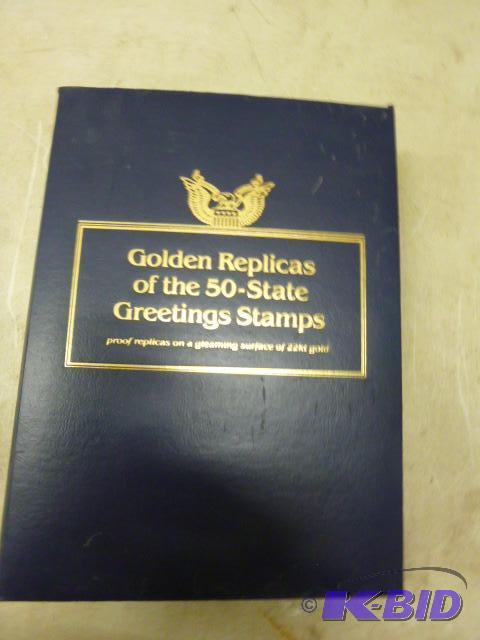 Golden Replicas
of the 50-State
Greetings Stamps
proof replicas on a gleaming surface of 22kt gold
© K-BID